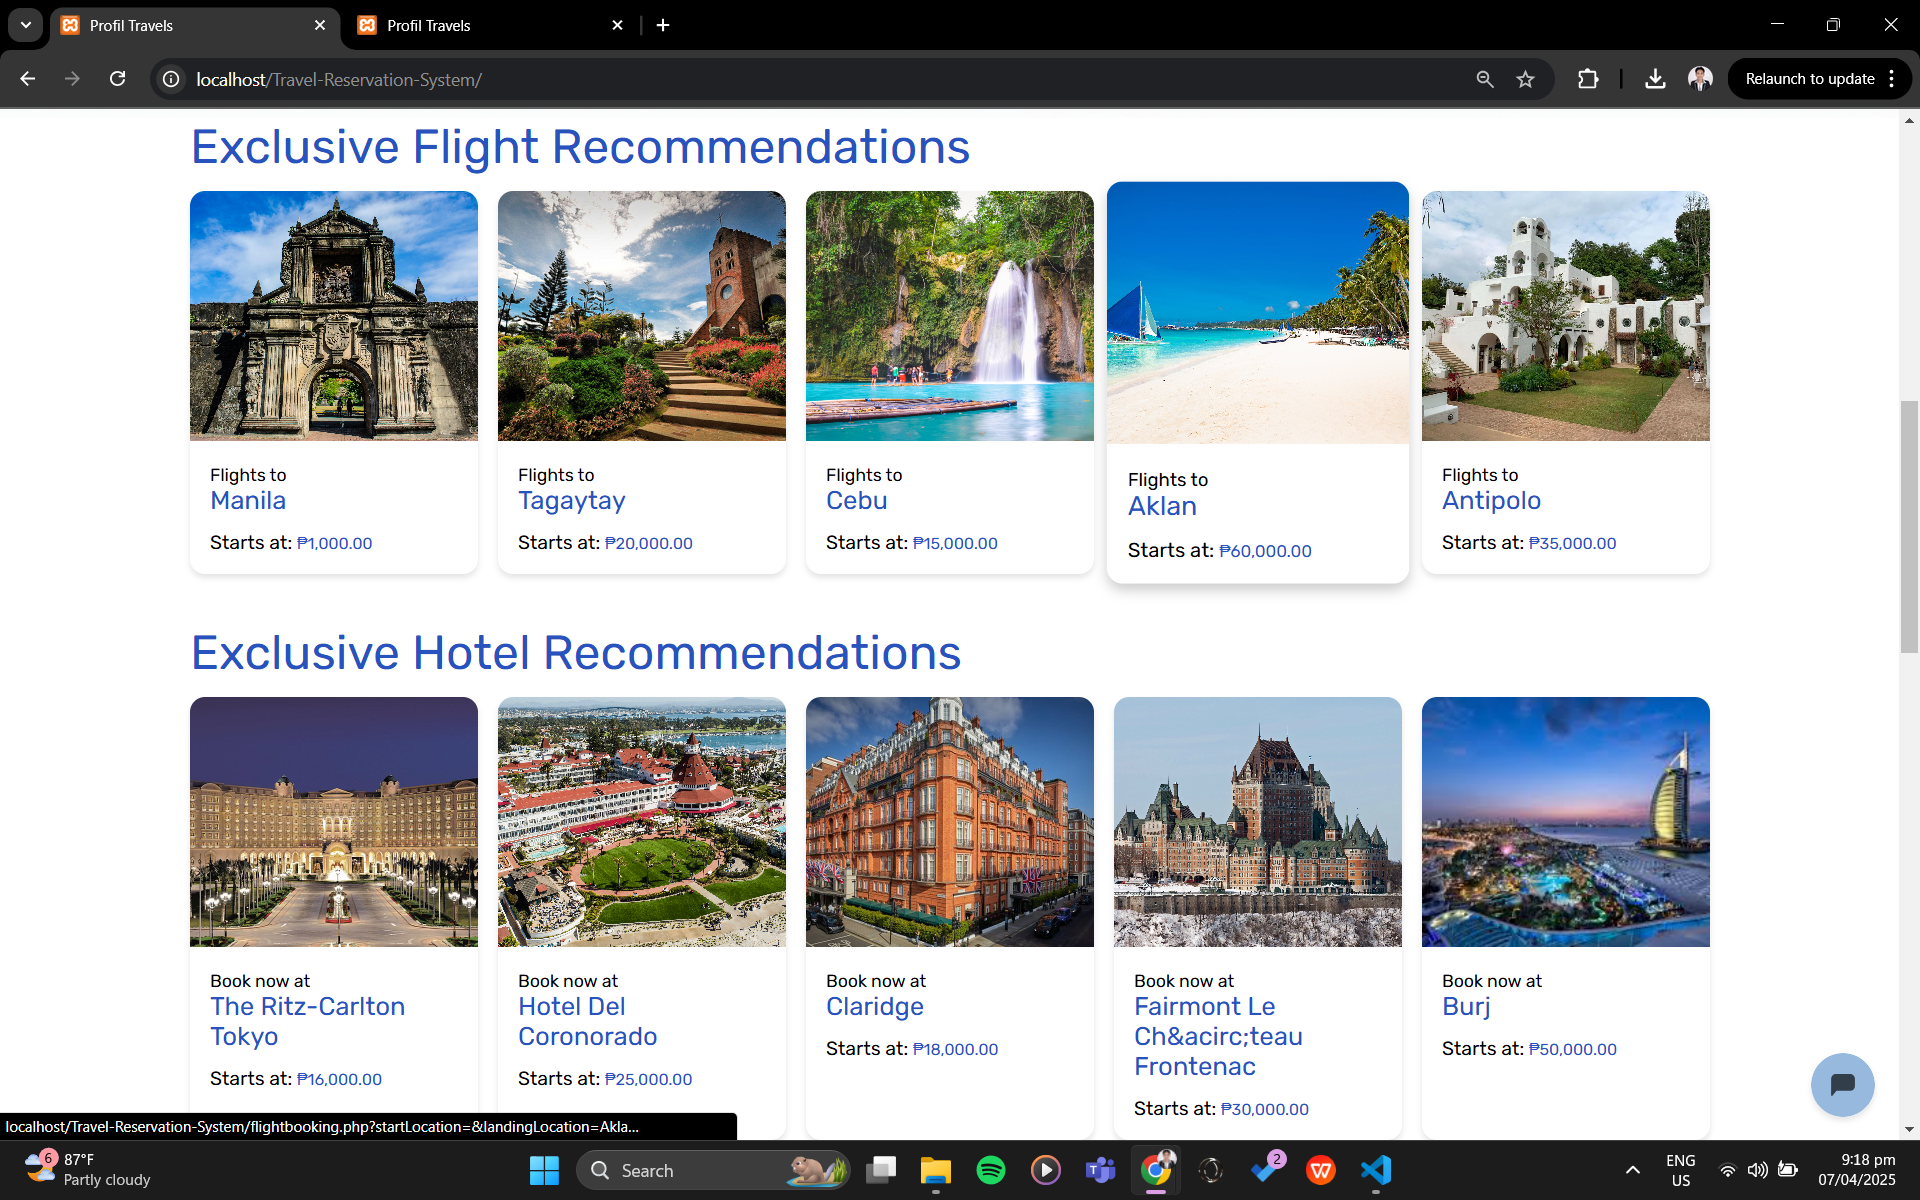 Profil Travels
Profil Travels
localhost/Travel-Reservation-System/
Relaunch to update
Exclusive Flight Recommendations
Flights to
Manila
Starts at: ₱1,000.00
Flights to
Tagaytay
Starts at: ₱20,000.00
Flights to
Cebu
Starts at: ₱15,000.00
Flights to
Aklan
Starts at: ₱60,000.00
Flights to
Antipolo
Starts at: ₱35,000.00
Exclusive Hotel Recommendations
Book now at
The Ritz-Carlton
Tokyo
Starts at: ₱16,000.00
Book now at
Hotel Del
Coronorado
Starts at: ₱25,000.00
Book now at
Claridge
Starts at: ₱18,000.00
Book now at
Fairmont Le
Ch&acirc;teau
Frontenac
Starts at: ₱30,000.00
Book now at
Burj
Starts at: ₱50,000.00
localhost/Travel-Reservation-System/flightbooking.php?startLocation=&landingLocation=Akla...
6
87°F
Partly cloudy
Search
2
ENG
US
9:18 pm
07/04/2025